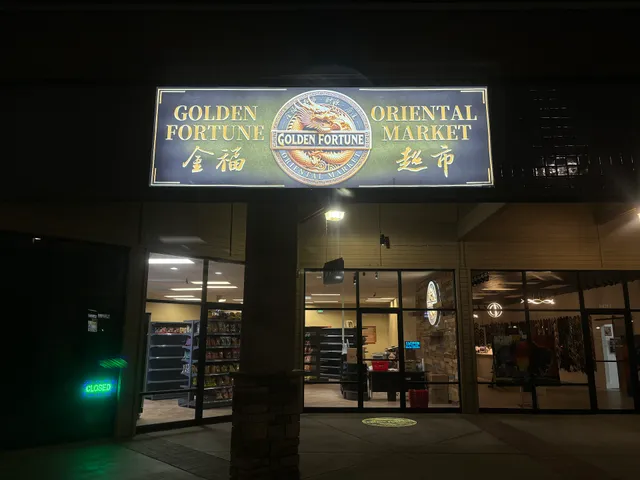 GOLDEN
FORTUNE
金福
GOLDEN FORTUNE
ORIENTAL MARKET
ORIENTAL
MARKET
超市
CLOSED